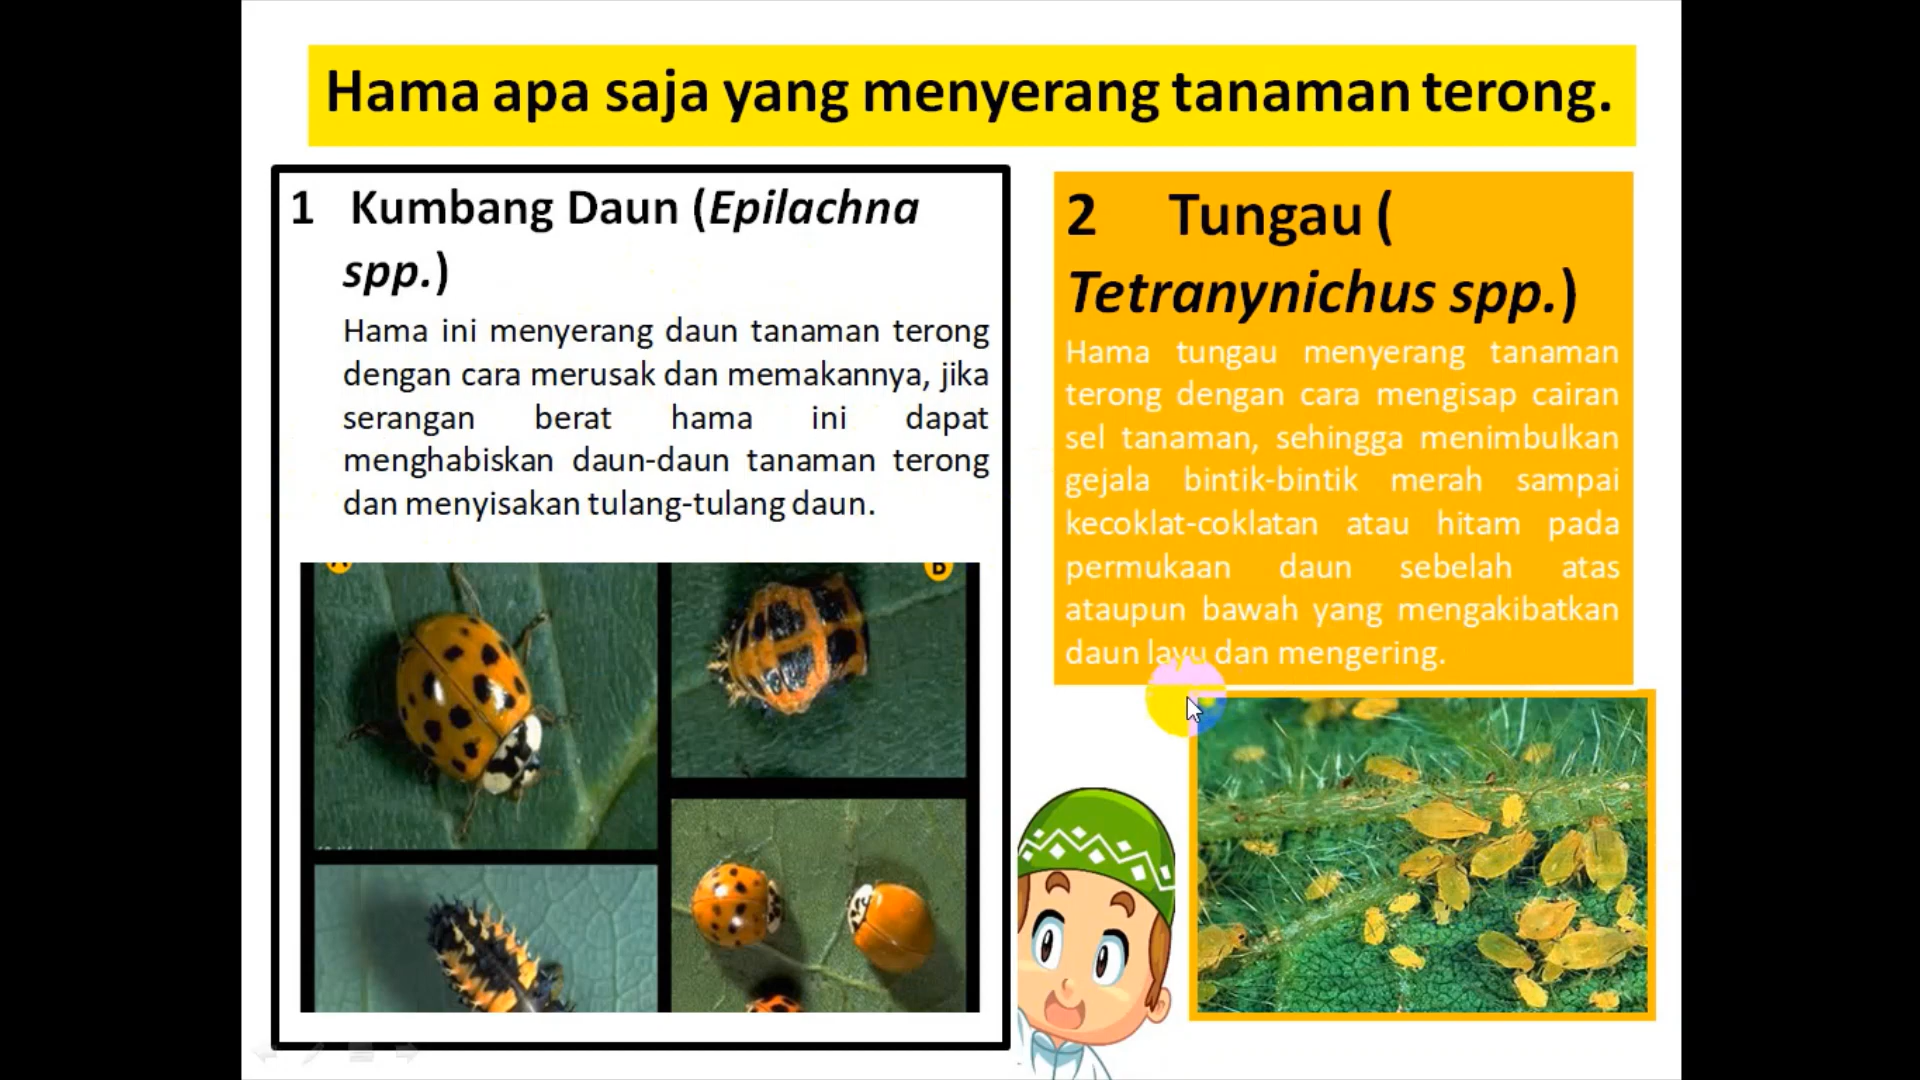 Hama apa saja yang menyerang tanaman terong.
1 Kumbang Daun (Epilachna
spp.)
Hama ini menyerang daun tanaman terong
dengan cara merusak dan memakannya, jika
serangan berat hama ini dapat
menghabiskan daun-daun tanaman terong
dan menyisakan tulang-tulang daun.
A
B
2 Tungau (
Tetranynichus spp.)
Hama tungau menyerang tanaman
terong dengan cara mengisap cairan
sel tanaman, sehingga menimbulkan
gejala bintik-bintik merah sampai
kecoklat-coklatan atau hitam pada
permukaan daun sebelah atas
ataupun bawah yang mengakibatkan
daun layu dan mengering.